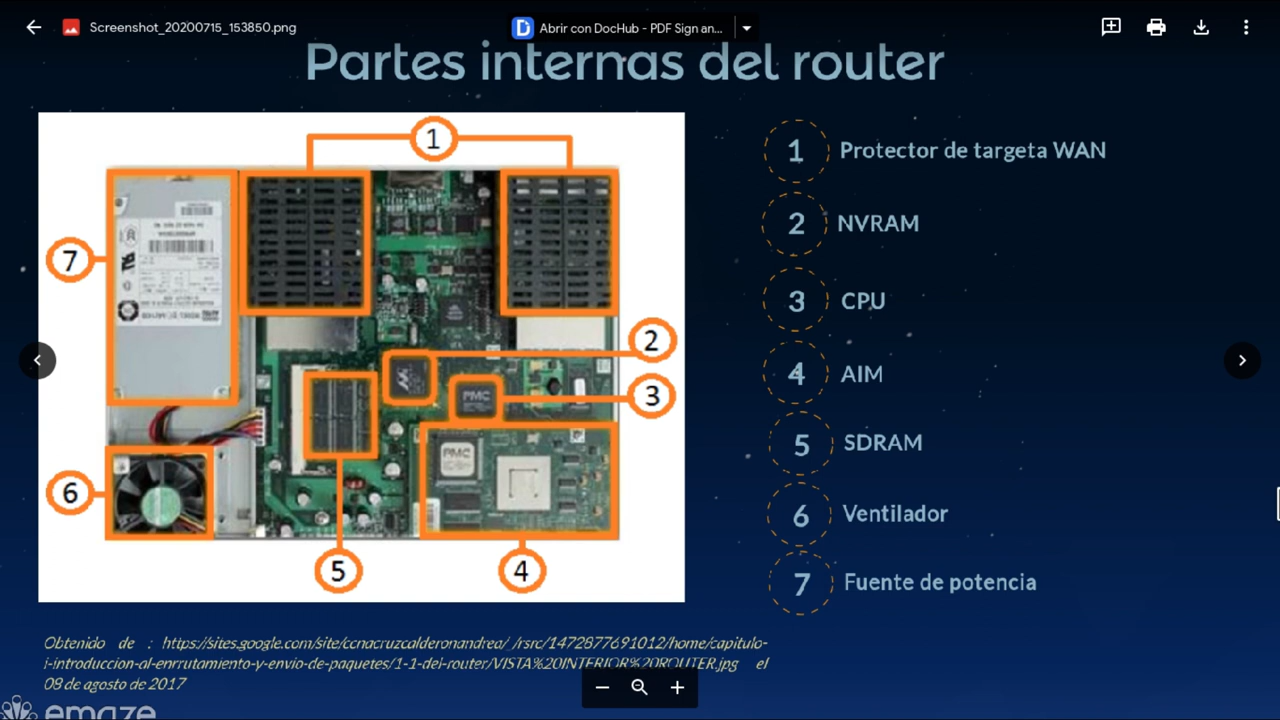 Screenshot_20200715_153850.png
Abrir con DocHub - PDF Sign an...
Partes internas del router
1
7
2
3
6
5
4
PMC
PMC
1 Protector de targeta WAN
2 NVRAM
3 CPU
4 AIM
5 SDRAM
6 Ventilador
7 Fuente de potencia
Obtenido de : https://sites.google.com/site/ccnacruzcalderonandrea/_/rsrc/1472877691012/home/capitulo-
i-introduccion-al-enrrutamiento-y-envio-de-paquetes/1-1-del-router/VISTA%20INTERIOR%20ROUTER.jpg el
08 de agosto de 2017
emaze